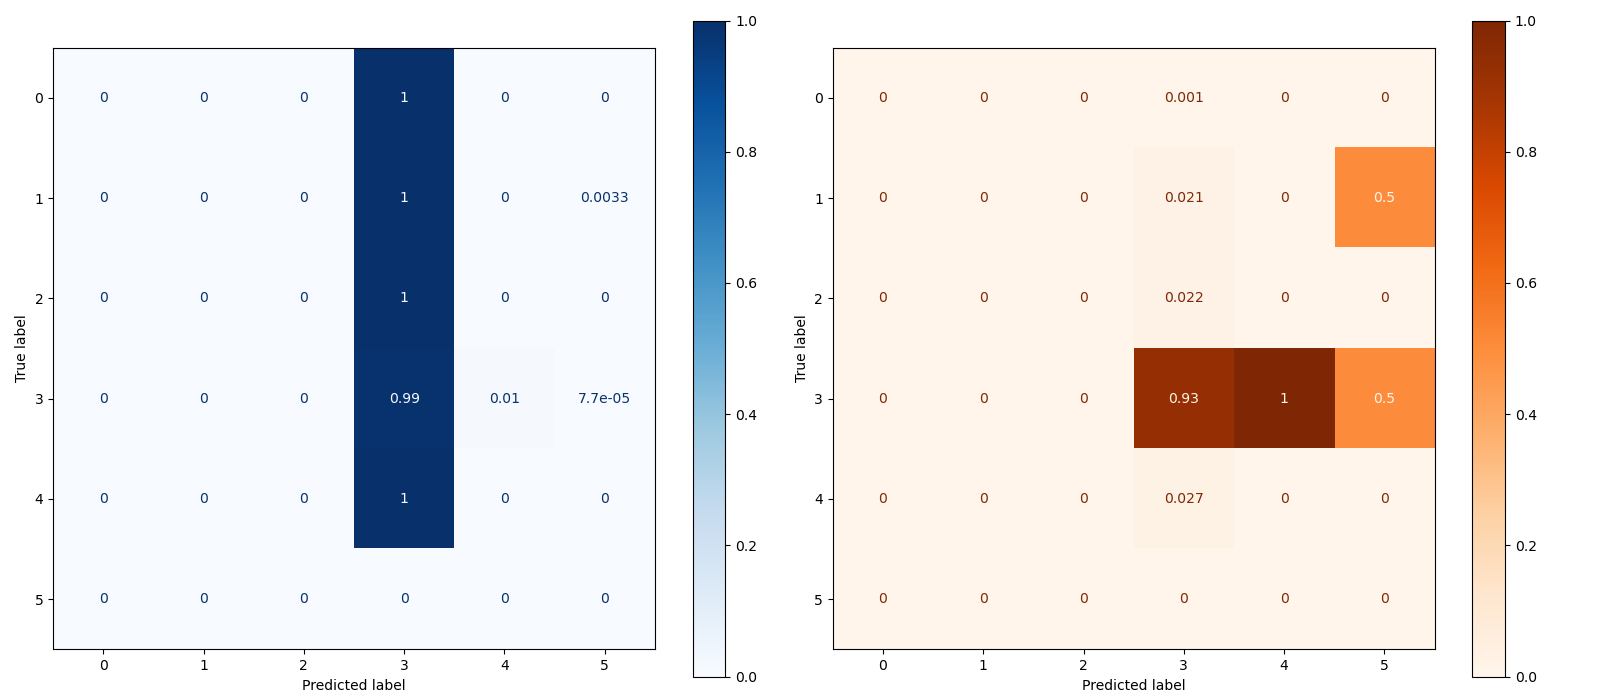 0 0 0 0 1 0 0
1 0 0 0 1 0 0.0033
2 0 0 0 1 0 0
3 0 0 0 0.99 0.01 7.7e-05
4 0 0 0 1 0 0
5 0 0 0 0 0 0
0 1 2 3 4 5
Predicted label
True label
1.0
0.8
0.6
0.4
0.2
0.0
0 0 0 0 0.001 0 0
1 0 0 0 0.021 0 0.5
2 0 0 0 0.022 0 0
3 0 0 0 0.93 1 0.5
4 0 0 0 0.027 0 0
5 0 0 0 0 0 0
0 1 2 3 4 5
Predicted label
True label
1.0
0.8
0.6
0.4
0.2
0.0